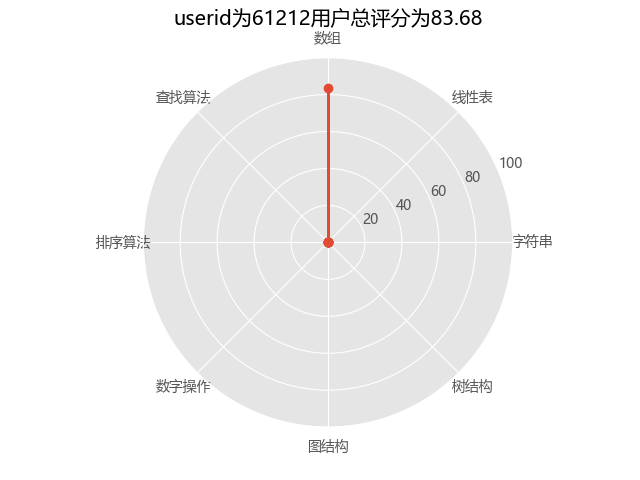 userid为61212用户总评分为83.68
数组
查找算法
线性表
100
80
60
40
20
排序算法
字符串
数字操作
树结构
图结构